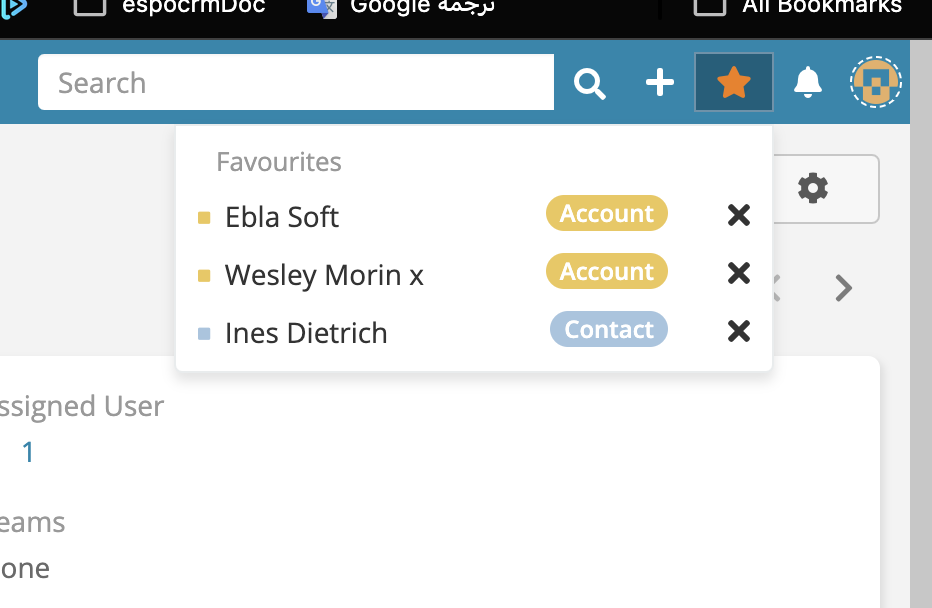 espocrmDoc
Google ترجمة
All Bookmarks
Search
Favourites
Ebla Soft Account
Wesley Morin x Account
Ines Dietrich Contact
ssigned User
1
eams
one